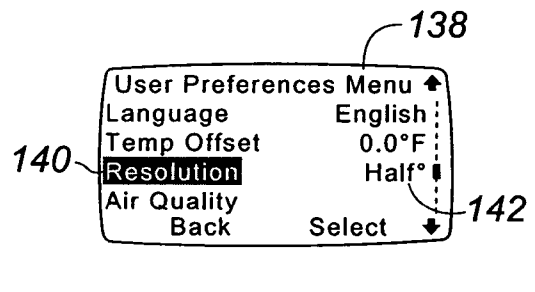 138
User Preferences Menu
Language English
Temp Offset 0.0°F
140 Resolution Half°
Air Quality
142
Back Select